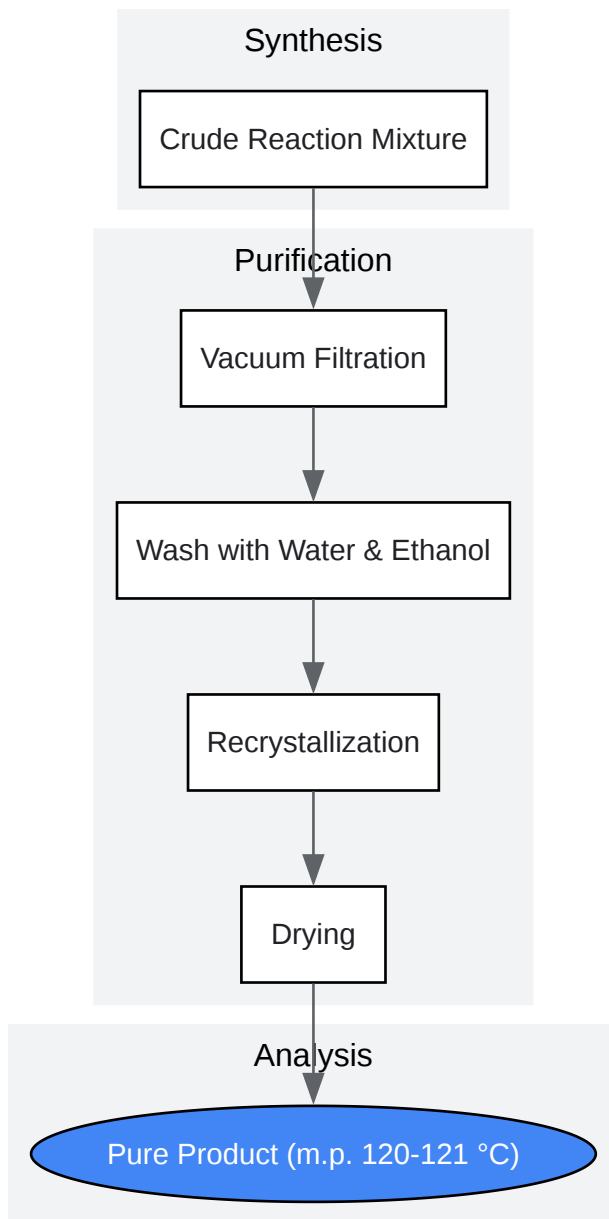 Synthesis
Crude Reaction Mixture
Purification
Vacuum Filtration
Wash with Water & Ethanol
Recrystallization
Drying
Analysis
Pure Product (m.p. 120-121 °C)